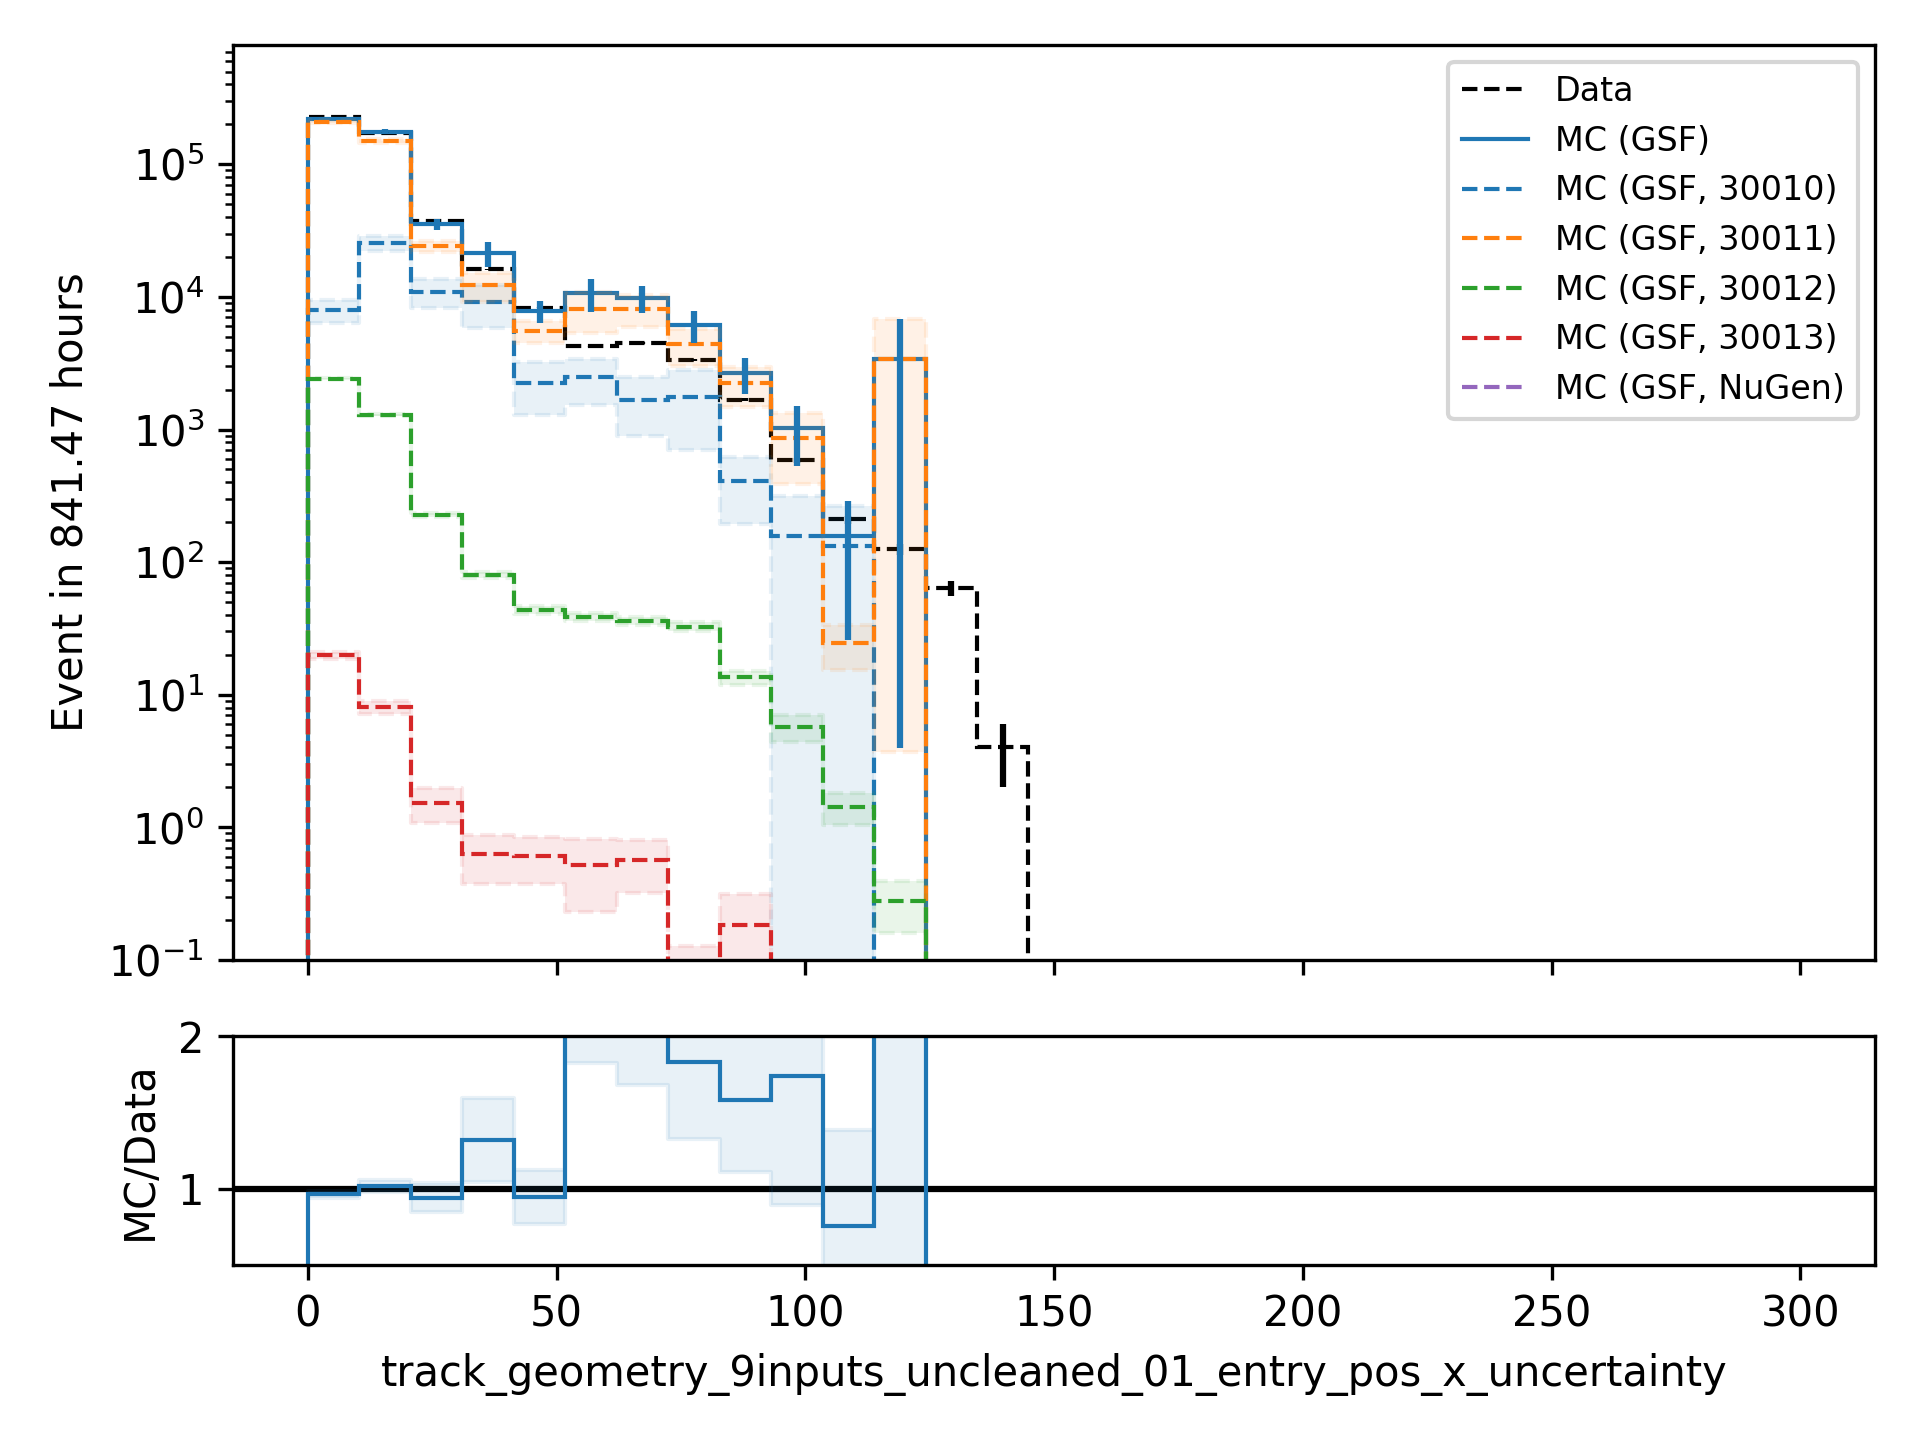 Data
MC (GSF)
MC (GSF, 30010)
MC (GSF, 30011)
MC (GSF, 30012)
MC (GSF, 30013)
MC (GSF, NuGen)
Event in 841.47 hours
10⁵
10⁴
10³
10²
10¹
10⁰
10⁻¹
MC/Data
2
1
0 50 100 150 200 250 300
track_geometry_9inputs_uncleaned_01_entry_pos_x_uncertainty